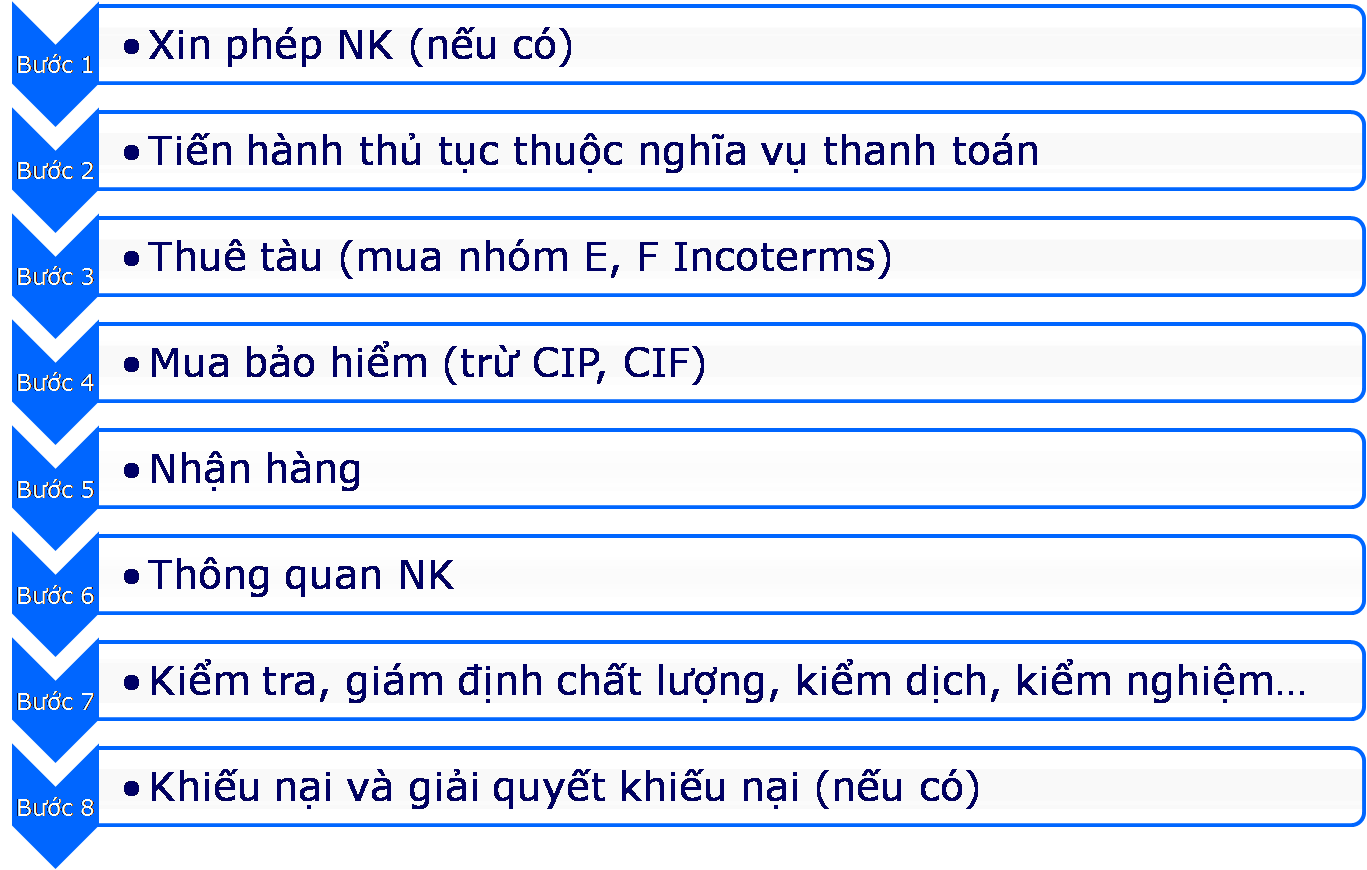 Bước 1
• Xin phép NK (nếu có)
Bước 2
• Tiến hành thủ tục thuộc nghĩa vụ thanh toán
Bước 3
• Thuê tàu (mua nhóm E, F Incoterms)
Bước 4
• Mua bảo hiểm (trừ CIP, CIF)
Bước 5
• Nhận hàng
Bước 6
• Thông quan NK
Bước 7
• Kiểm tra, giám định chất lượng, kiểm dịch, kiểm nghiệm…
Bước 8
• Khiếu nại và giải quyết khiếu nại (nếu có)